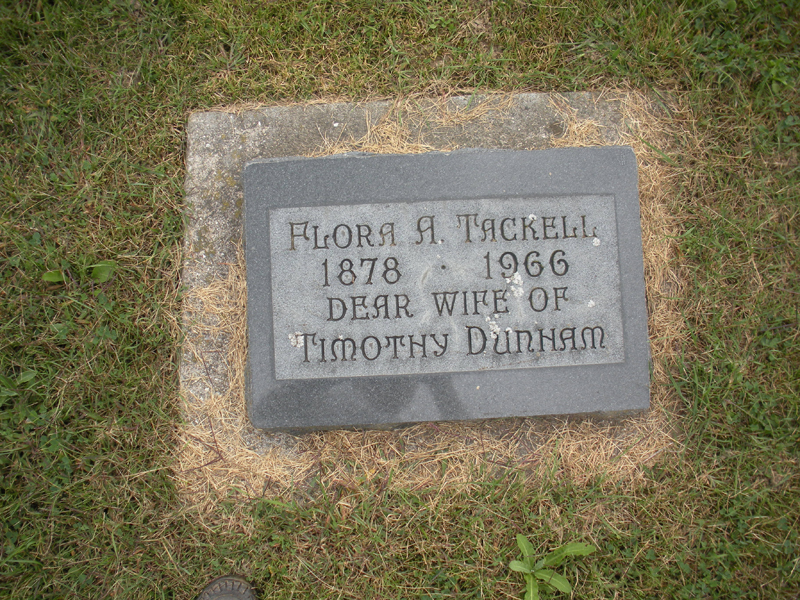 Flora A. Tackell
1878 · 1966
Dear wife of
Timothy Dunham